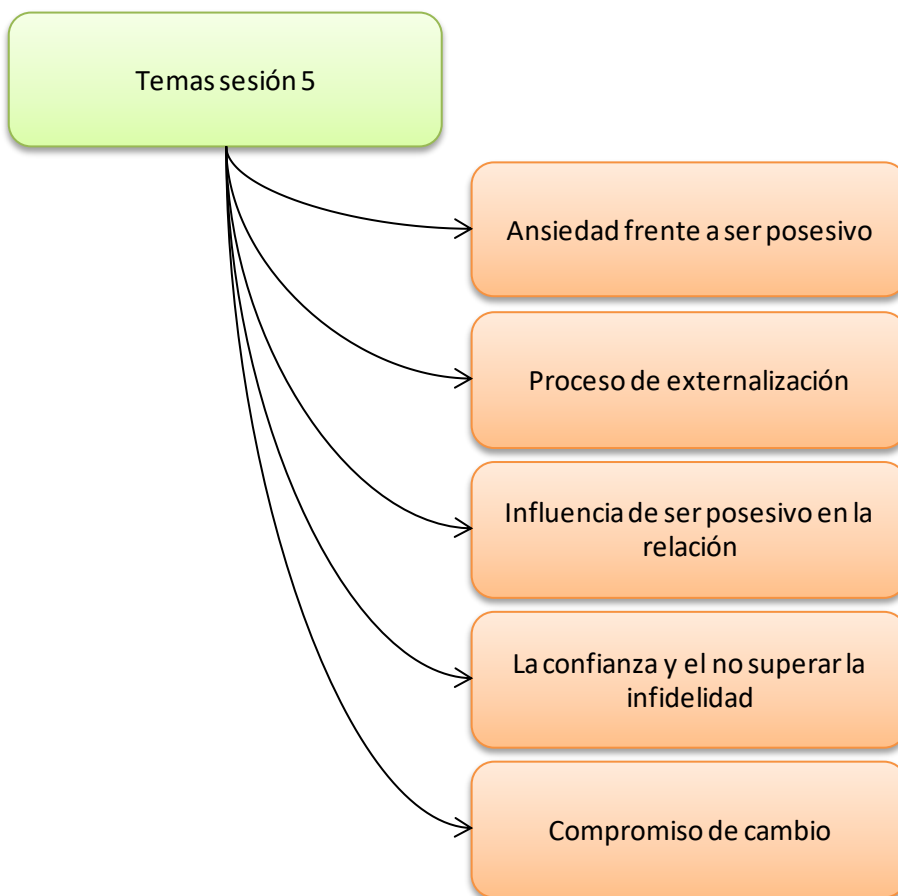 Temas sesión 5
Ansiedad frente a ser posesivo
Proceso de externalización
Influencia de ser posesivo en la
relación
La confianza y el no superar la
infidelidad
Compromiso de cambio